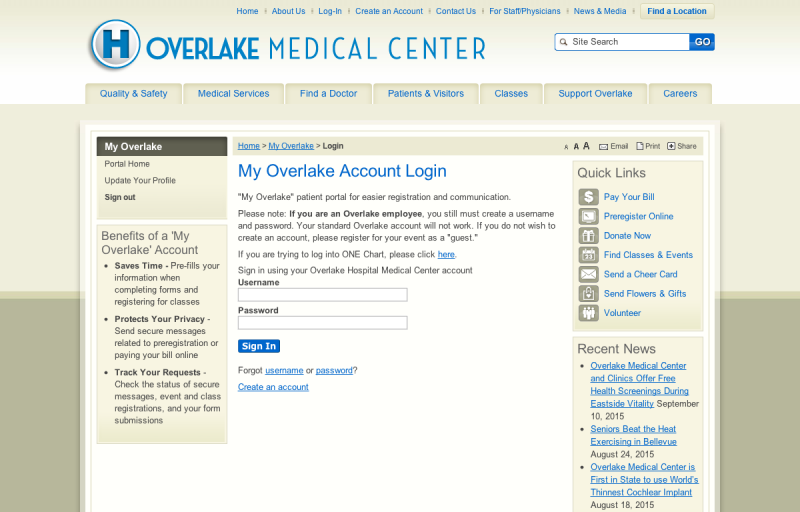 Home About Us Log-In Create an Account Contact Us For Staff/Physicians News & Media Find a Location
H OVERLAKE MEDICAL CENTER
Site Search GO
Quality & Safety Medical Services Find a Doctor Patients & Visitors Classes Support Overlake Careers
My Overlake
Portal Home
Update Your Profile
Sign out
Benefits of a 'My
Overlake' Account
Saves Time - Pre-fills your
information when
completing forms and
registering for classes
Protects Your Privacy -
Send secure messages
related to preregistration or
paying your bill online
Track Your Requests -
Check the status of secure
messages, event and class
registrations, and your form
submissions
Home > My Overlake > Login
A A A Email Print Share
My Overlake Account Login
"My Overlake" patient portal for easier registration and communication.
Please note: If you are an Overlake employee, you still must create a username
and password. Your standard Overlake account will not work. If you do not wish to
create an account, please register for your event as a "guest."
If you are trying to log into ONE Chart, please click here.
Sign in using your Overlake Hospital Medical Center account
Username
Password
Sign In
Forgot username or password?
Create an account
Quick Links
Pay Your Bill
Preregister Online
Donate Now
Find Classes & Events
Send a Cheer Card
Send Flowers & Gifts
Volunteer
Recent News
Overlake Medical Center
and Clinics Offer Free
Health Screenings During
Eastside Vitality September
10, 2015
Seniors Beat the Heat
Exercising in Bellevue
August 24, 2015
Overlake Medical Center is
First in State to use World's
Thinnest Cochlear Implant
August 18, 2015